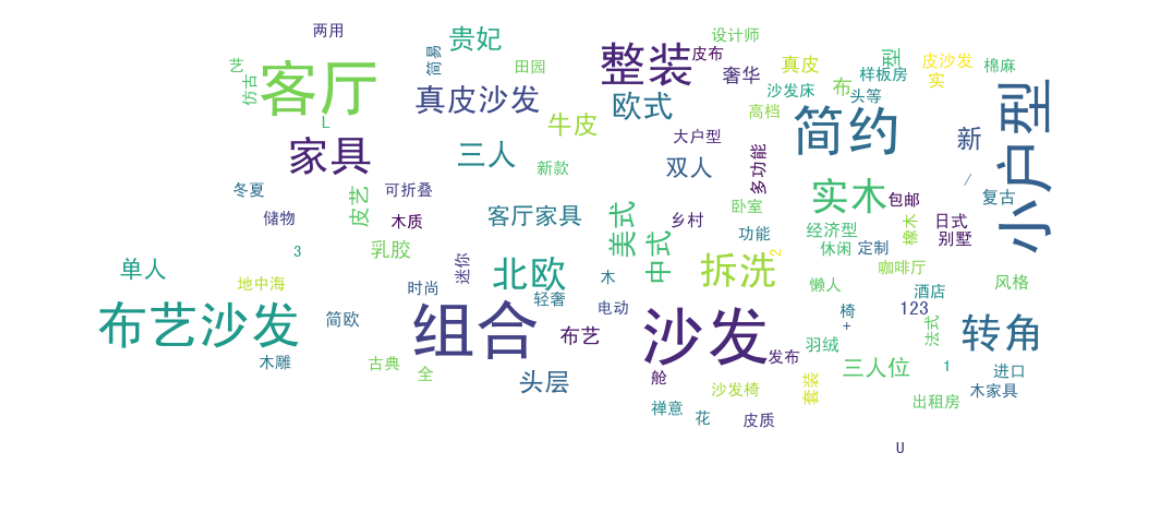 两用
设计师
贵妃
艺
仿古
客厅
L
简易
田园
整装
皮布
奢华
真皮
沙发床
型
样板房
布
头等
皮沙发
实
棉麻
真皮沙发
欧式
高档
简约
小户型
牛皮
家具
三人
新款
大户型
双人
多功能
新
/
复古
冬夏
储物
皮艺
可折叠
木质
客厅家具
美式
中式
乡村
卧室
功能
实木
包邮
经济型
休闲
定制
橡木
日式
别墅
3
乳胶
单人
地中海
时尚
迷你
北欧
轻奢
木
拆洗
2
懒人
咖啡厅
酒店
风格
布艺沙发
简欧
组合
布艺
电动
沙发
发布
椅
+
123
羽绒
法式
转角
木雕
古典
全
头层
舱
沙发椅
套装
三人位
1
进口
木家具
出租房
禅意
花
皮质
U